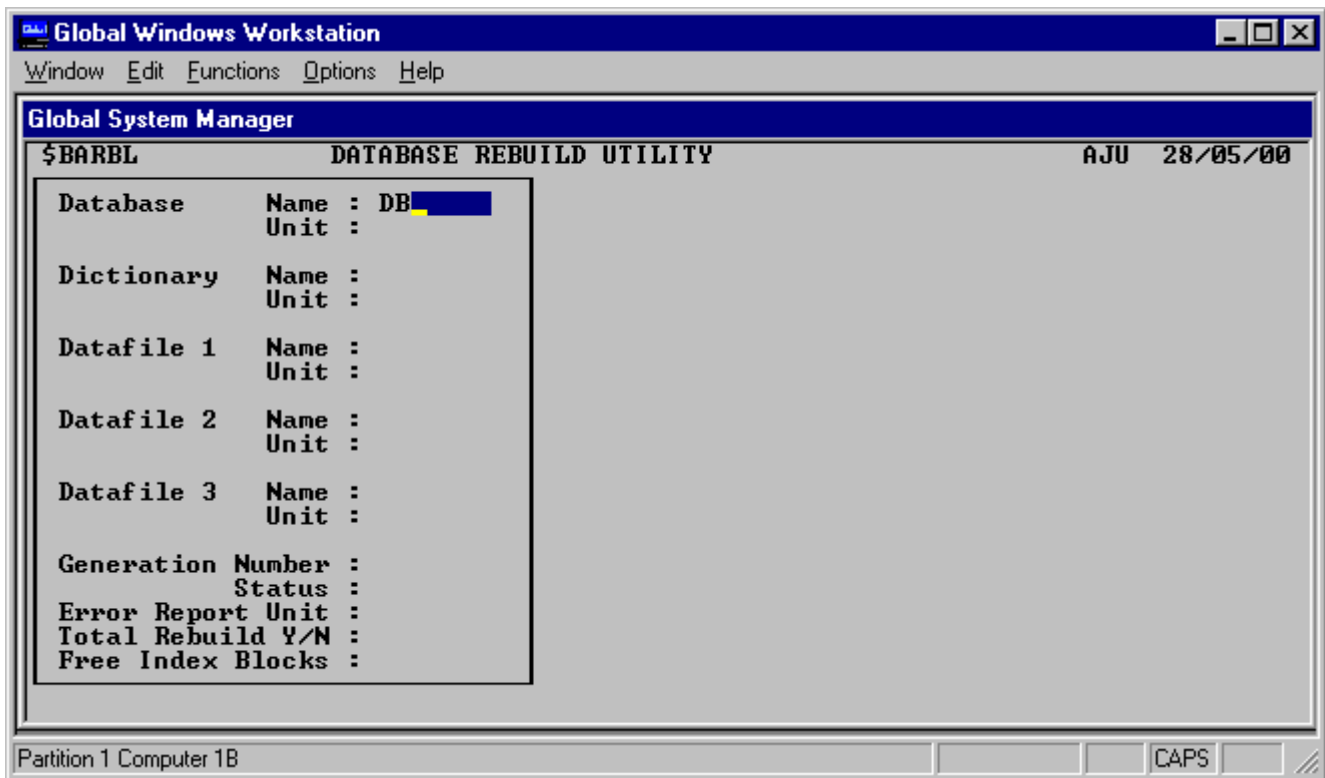 Global Windows Workstation
Window Edit Functions Options Help
Global System Manager
$BARBL DATABASE REBUILD UTILITY AJU 28/05/00
Database Name : DB
Unit :
Dictionary Name :
Unit :
Datafile 1 Name :
Unit :
Datafile 2 Name :
Unit :
Datafile 3 Name :
Unit :
Generation Number :
Status :
Error Report Unit :
Total Rebuild Y/N :
Free Index Blocks :
Partition 1 Computer 1B CAPS